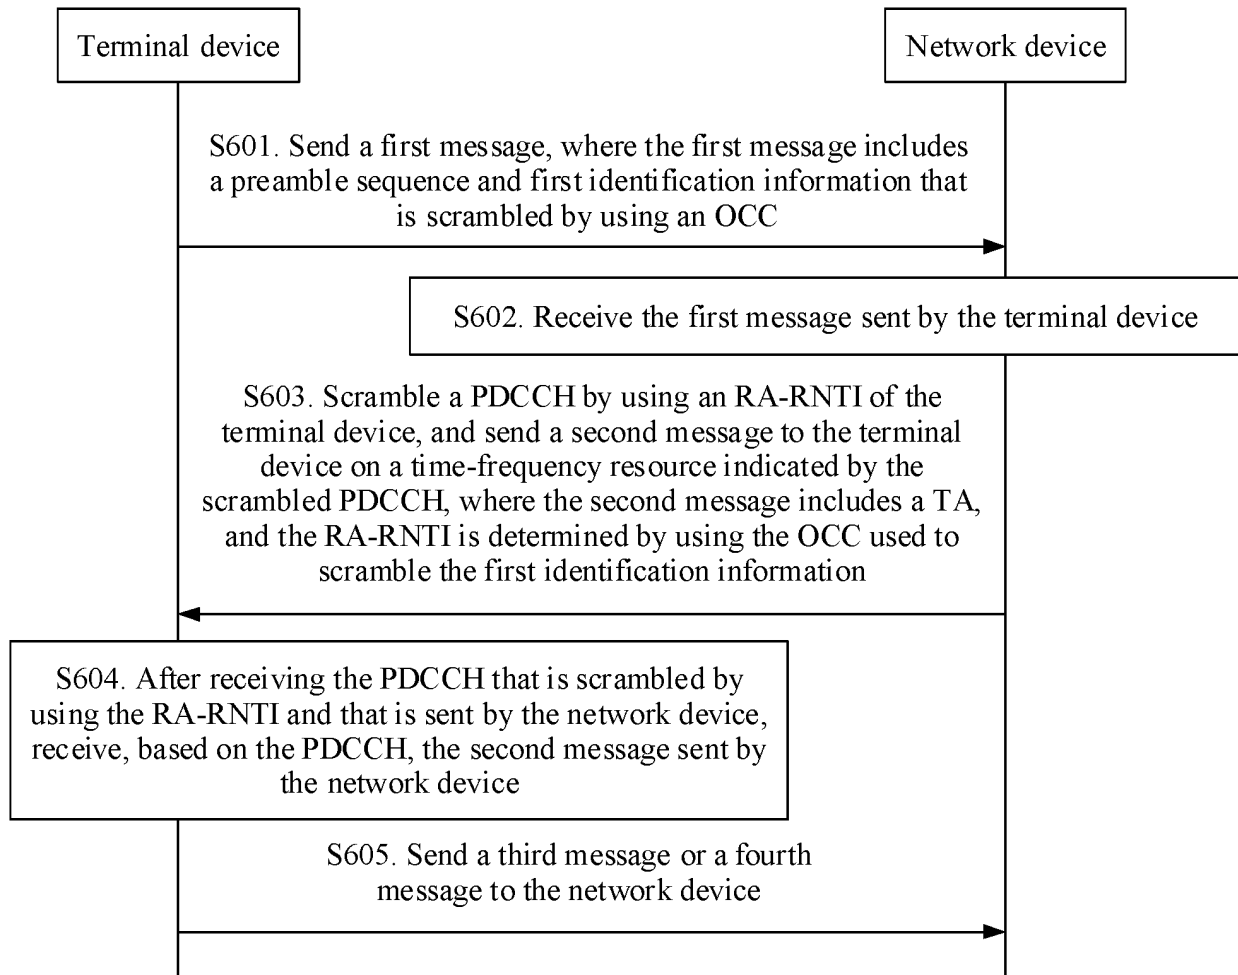 Terminal device
Network device
S601. Send a first message, where the first message includes
a preamble sequence and first identification information that
is scrambled by using an OCC
S602. Receive the first message sent by the terminal device
S603. Scramble a PDCCH by using an RA-RNTI of the
terminal device, and send a second message to the terminal
device on a time-frequency resource indicated by the
scrambled PDCCH, where the second message includes a TA,
and the RA-RNTI is determined by using the OCC used to
scramble the first identification information
S604. After receiving the PDCCH that is scrambled by
using the RA-RNTI and that is sent by the network device,
receive, based on the PDCCH, the second message sent by
the network device
S605. Send a third message or a fourth
message to the network device